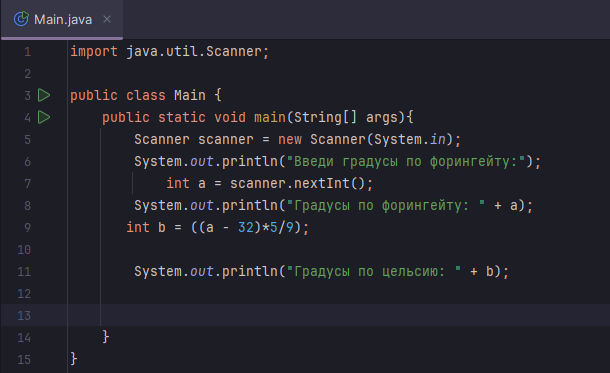 Main.java
1 import java.util.Scanner;
2
3 public class Main {
4 public static void main(String[] args){
5 Scanner scanner = new Scanner(System.in);
6 System.out.println("Введи градусы по форингейту:");
7 int a = scanner.nextInt();
8 System.out.println("Градусы по форингейту: " + a);
9 int b = ((a - 32)*5/9);
10
11 System.out.println("Градусы по цельсию: " + b);
12
13
14 }
15 }